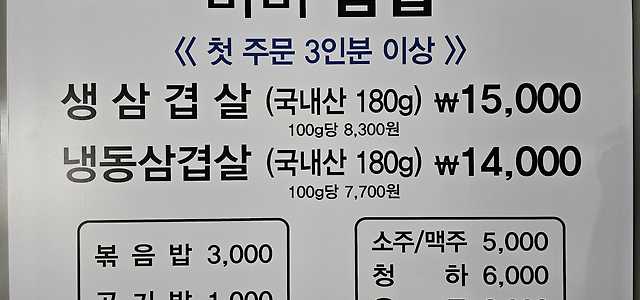 《 첫 주문 3인분 이상 》
생삼겹살 (국내산 180g) ₩15,000
100g당 8,300원
냉동삼겹살 (국내산 180g) ₩14,000
100g당 7,700원
볶음밥 3,000
소주/맥주 5,000
청하 6,000